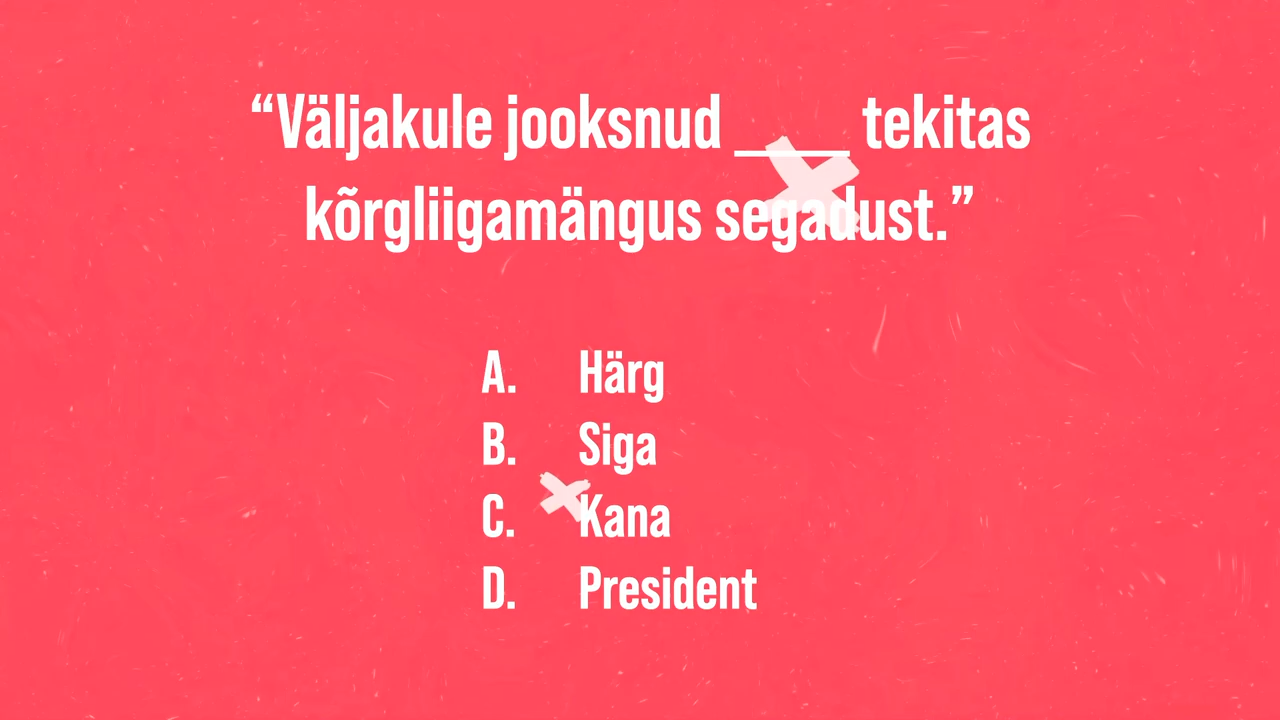 “Väljakule jooksnud ____ tekitas
kõrgliigamängus segadust.”
A. Härg
B. Siga
C. Kana
D. President